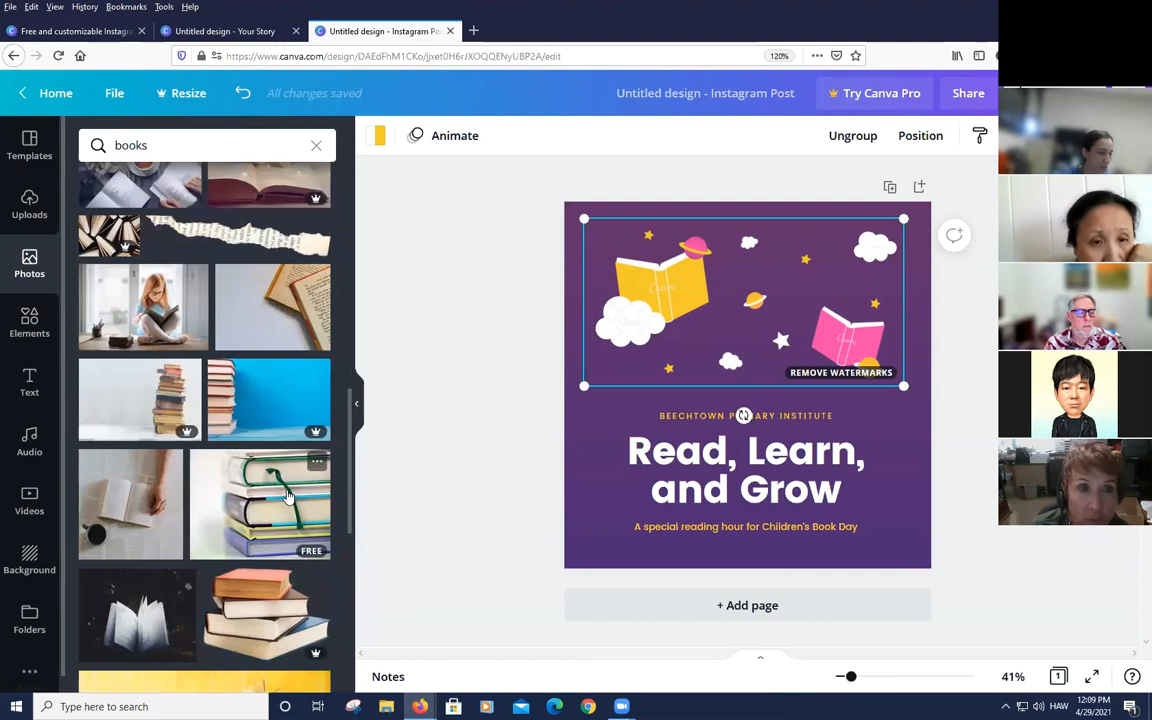 File Edit View History Bookmarks Tools Help
Free and customizable Instagra
Untitled design - Your Story
Untitled design - Instagram Po
https://www.canva.com/design/DAEdFhM1CKo/jjxet0H6rJXOQQENyUBP2A/edit
120%
Home File Resize All changes saved
Untitled design - Instagram Post
Try Canva Pro
Share
Templates
Uploads
Photos
Elements
Text
Audio
Videos
Background
Folders
books
FREE
Animate
Ungroup
Position
Canva
REMOVE WATERMARKS
Read, Learn,
and Grow
A special reading hour for Children's Book Day
+ Add page
Notes
41%
1
Type here to search
HAW
12:09 PM
4/29/2021